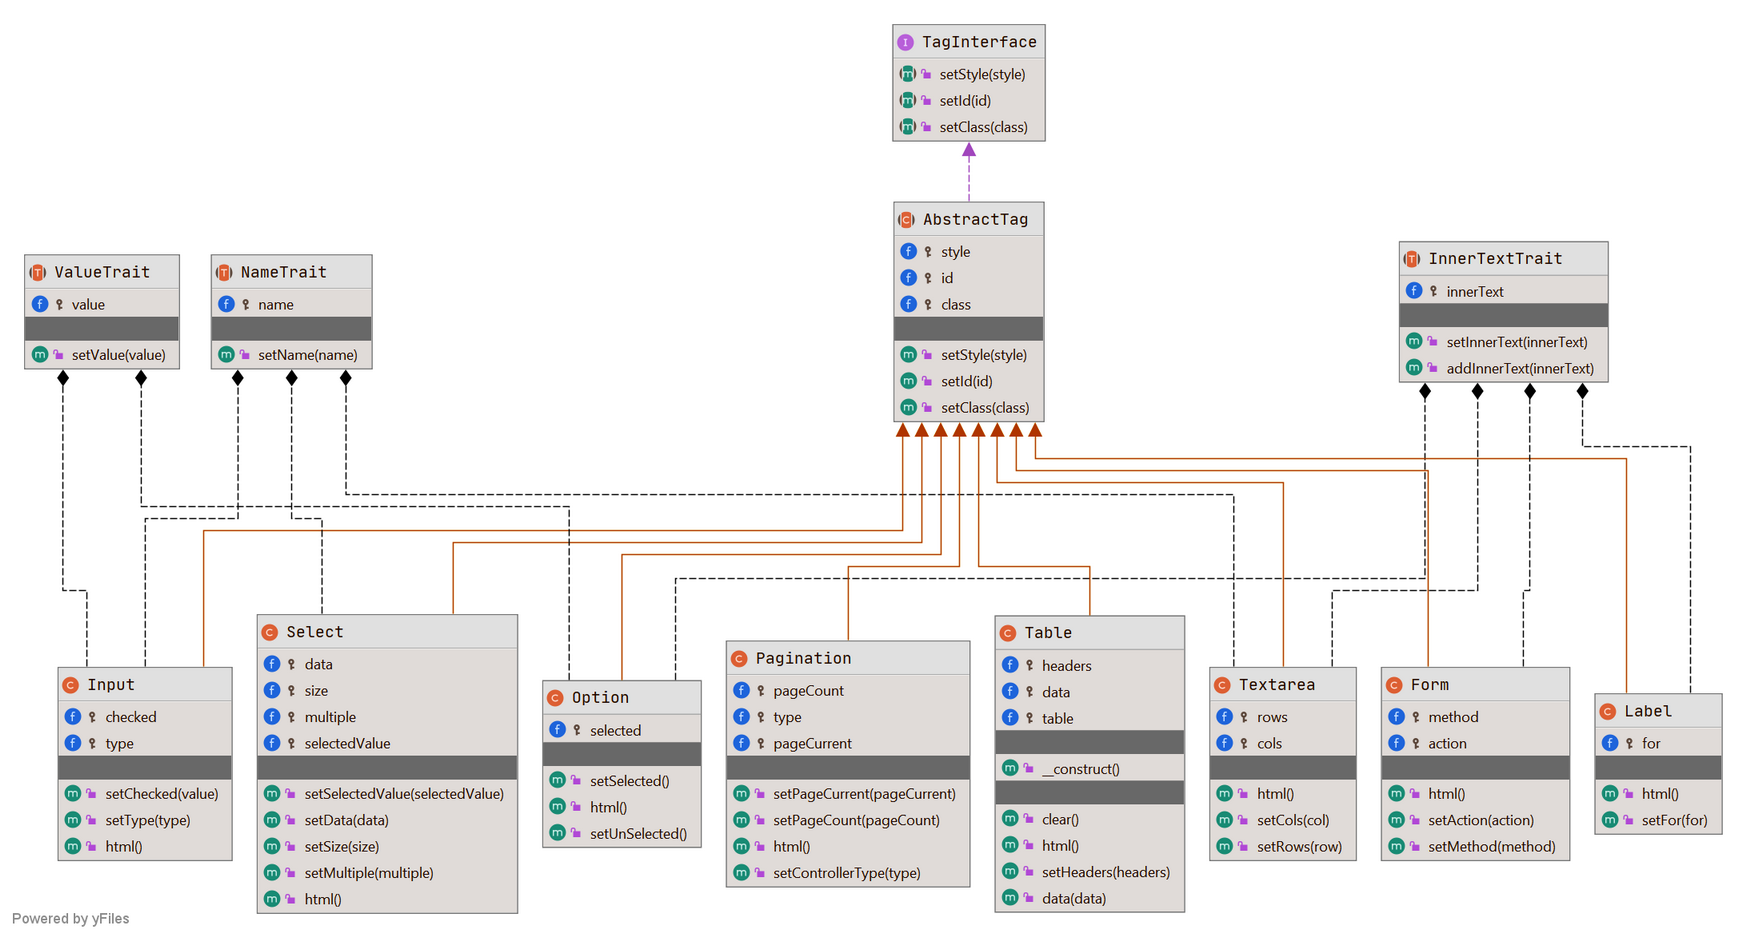 TagInterface
setStyle(style)
setId(id)
setClass(class)
AbstractTag
style
id
class
setStyle(style)
setId(id)
setClass(class)
ValueTrait
value
setValue(value)
NameTrait
name
setName(name)
InnerTextTrait
innerText
setInnerText(innerText)
addInnerText(innerText)
Input
checked
type
setChecked(value)
setType(type)
html()
Select
data
size
multiple
selectedValue
setSelectedValue(selectedValue)
setData(data)
setSize(size)
setMultiple(multiple)
html()
Option
selected
setSelected()
html()
setUnSelected()
Pagination
pageCount
type
pageCurrent
setPageCurrent(pageCurrent)
setPageCount(pageCount)
html()
setControllerType(type)
Table
headers
data
table
__construct()
clear()
html()
setHeaders(headers)
data(data)
Textarea
rows
cols
html()
setCols(col)
setRows(row)
Form
method
action
html()
setAction(action)
setMethod(method)
Label
for
html()
setFor(for)
Powered by yFiles